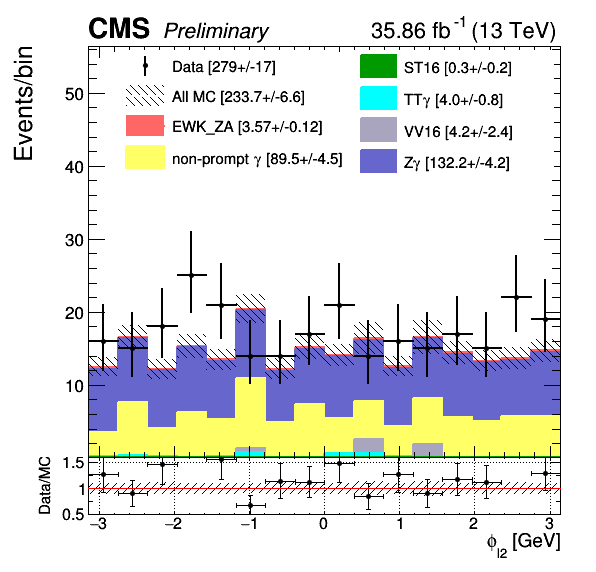 CMS Preliminary 35.86 fb⁻¹ (13 TeV)
Events/bin
Data [279+/-17]
All MC [233.7+/-6.6]
EWK_ZA [3.57+/-0.12]
non-prompt γ [89.5+/-4.5]
ST16 [0.3+/-0.2]
TTγ [4.0+/-0.8]
VV16 [4.2+/-2.4]
Zγ [132.2+/-4.2]
50
40
30
20
10
Data/MC
1.5
1
0.5
−3 −2 −1 0 1 2 3
ϕ_l2 [GeV]